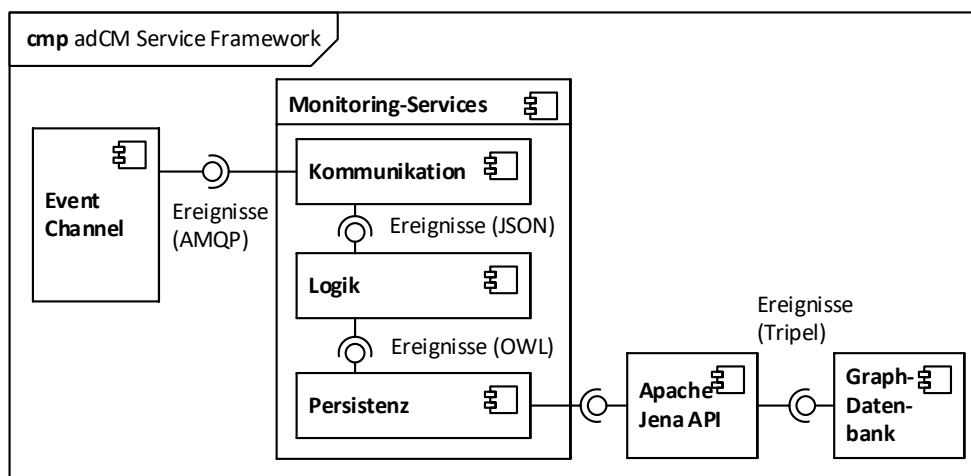 cmp adCM Service Framework
Monitoring-Services
Event
Channel
Ereignisse
(AMQP)
Kommunikation
Ereignisse (JSON)
Logik
Ereignisse (OWL)
Persistenz
Apache
Jena API
Ereignisse
(Tripel)
Graph-
Daten-
bank